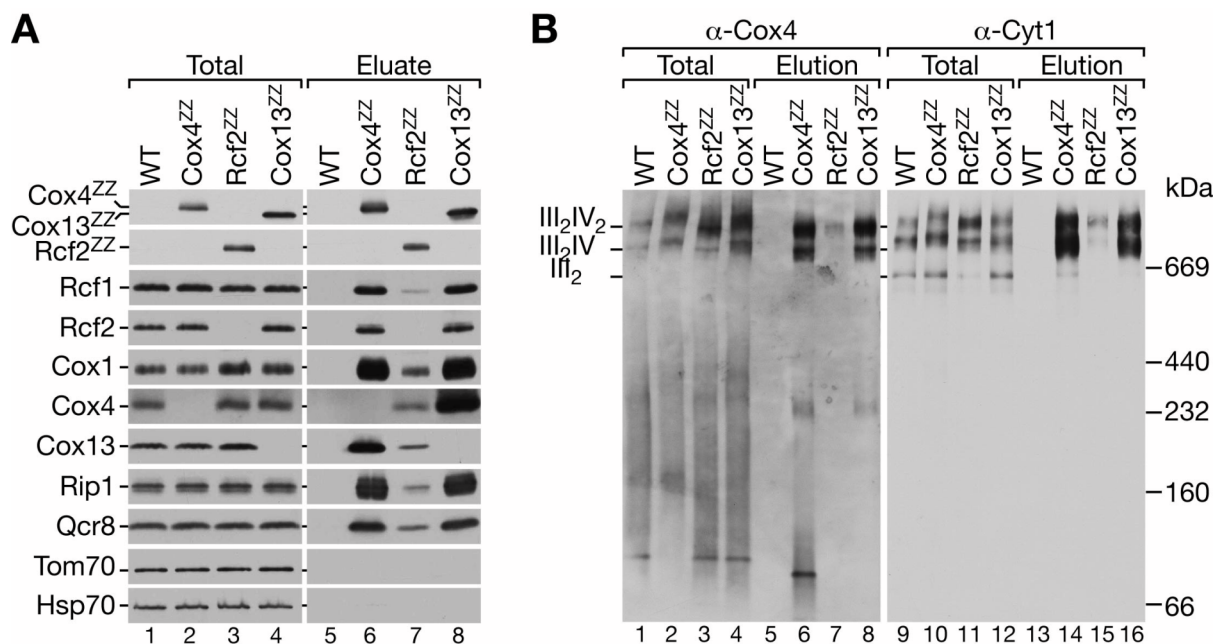 A
Total
Eluate
WT
Cox4ZZ
Rcf2ZZ
Cox13ZZ
WT
Cox4ZZ
Rcf2ZZ
Cox13ZZ
Cox4ZZ
Cox13ZZ
Rcf2ZZ
Rcf1
Rcf2
Cox1
Cox4
Cox13
Rip1
Qcr8
Tom70
Hsp70
1 2 3 4 5 6 7 8
B
α-Cox4
α-Cyt1
Total
Elution
Total
Elution
WT
Cox4ZZ
Rcf2ZZ
Cox13ZZ
WT
Cox4ZZ
Rcf2ZZ
Cox13ZZ
WT
Cox4ZZ
Rcf2ZZ
Cox13ZZ
WT
Cox4ZZ
Rcf2ZZ
Cox13ZZ
kDa
III2IV2
III2IV
III2
669
440
232
160
66
1 2 3 4 5 6 7 8 9 10 11 12 13 14 15 16